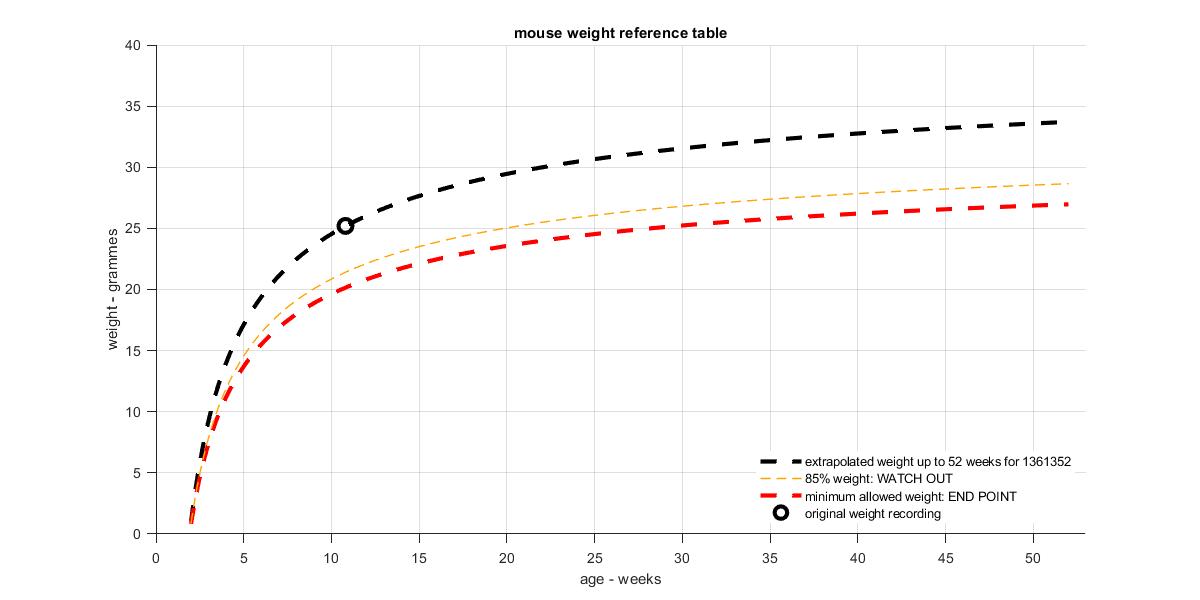 mouse weight reference table
40
35
30
25
20
15
10
5
0
weight - grammes
extrapolated weight up to 52 weeks for 1361352
85% weight: WATCH OUT
minimum allowed weight: END POINT
original weight recording
0 5 10 15 20 25 30 35 40 45 50
age - weeks